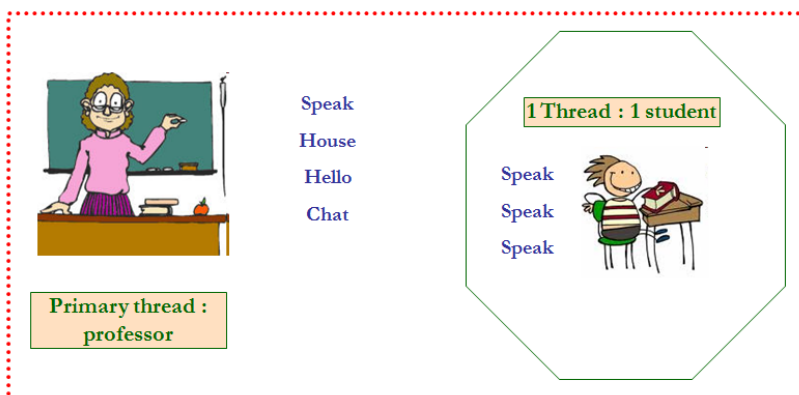 Speak
House
Hello
Chat
Primary thread :
professor
1 Thread : 1 student
Speak
Speak
Speak